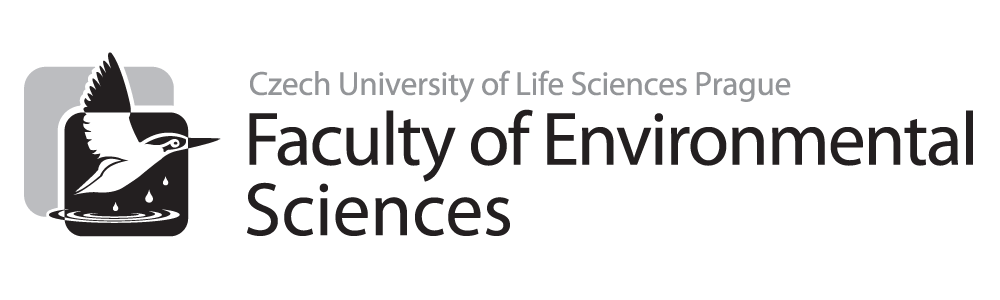 Czech University of Life Sciences Prague
Faculty of Environmental
Sciences